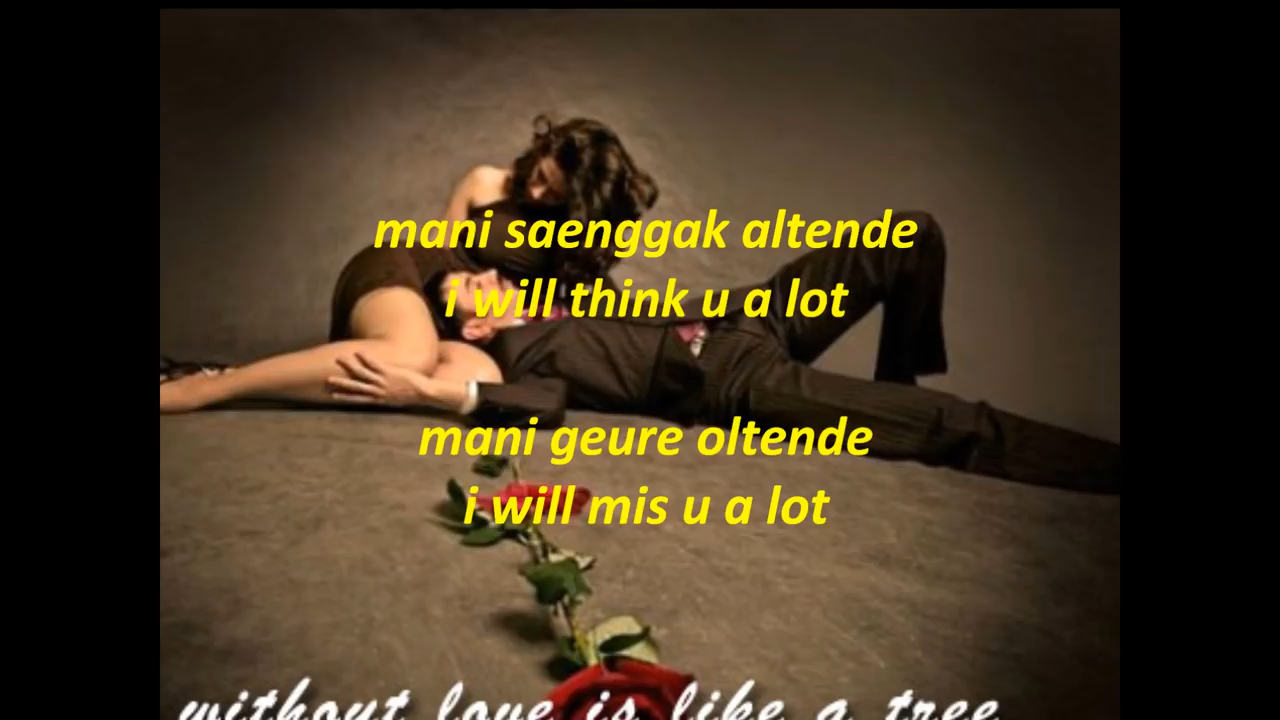 mani saenggak altende
i will think u a lot
mani geure oltende
i will mis u a lot
without love is like a tree